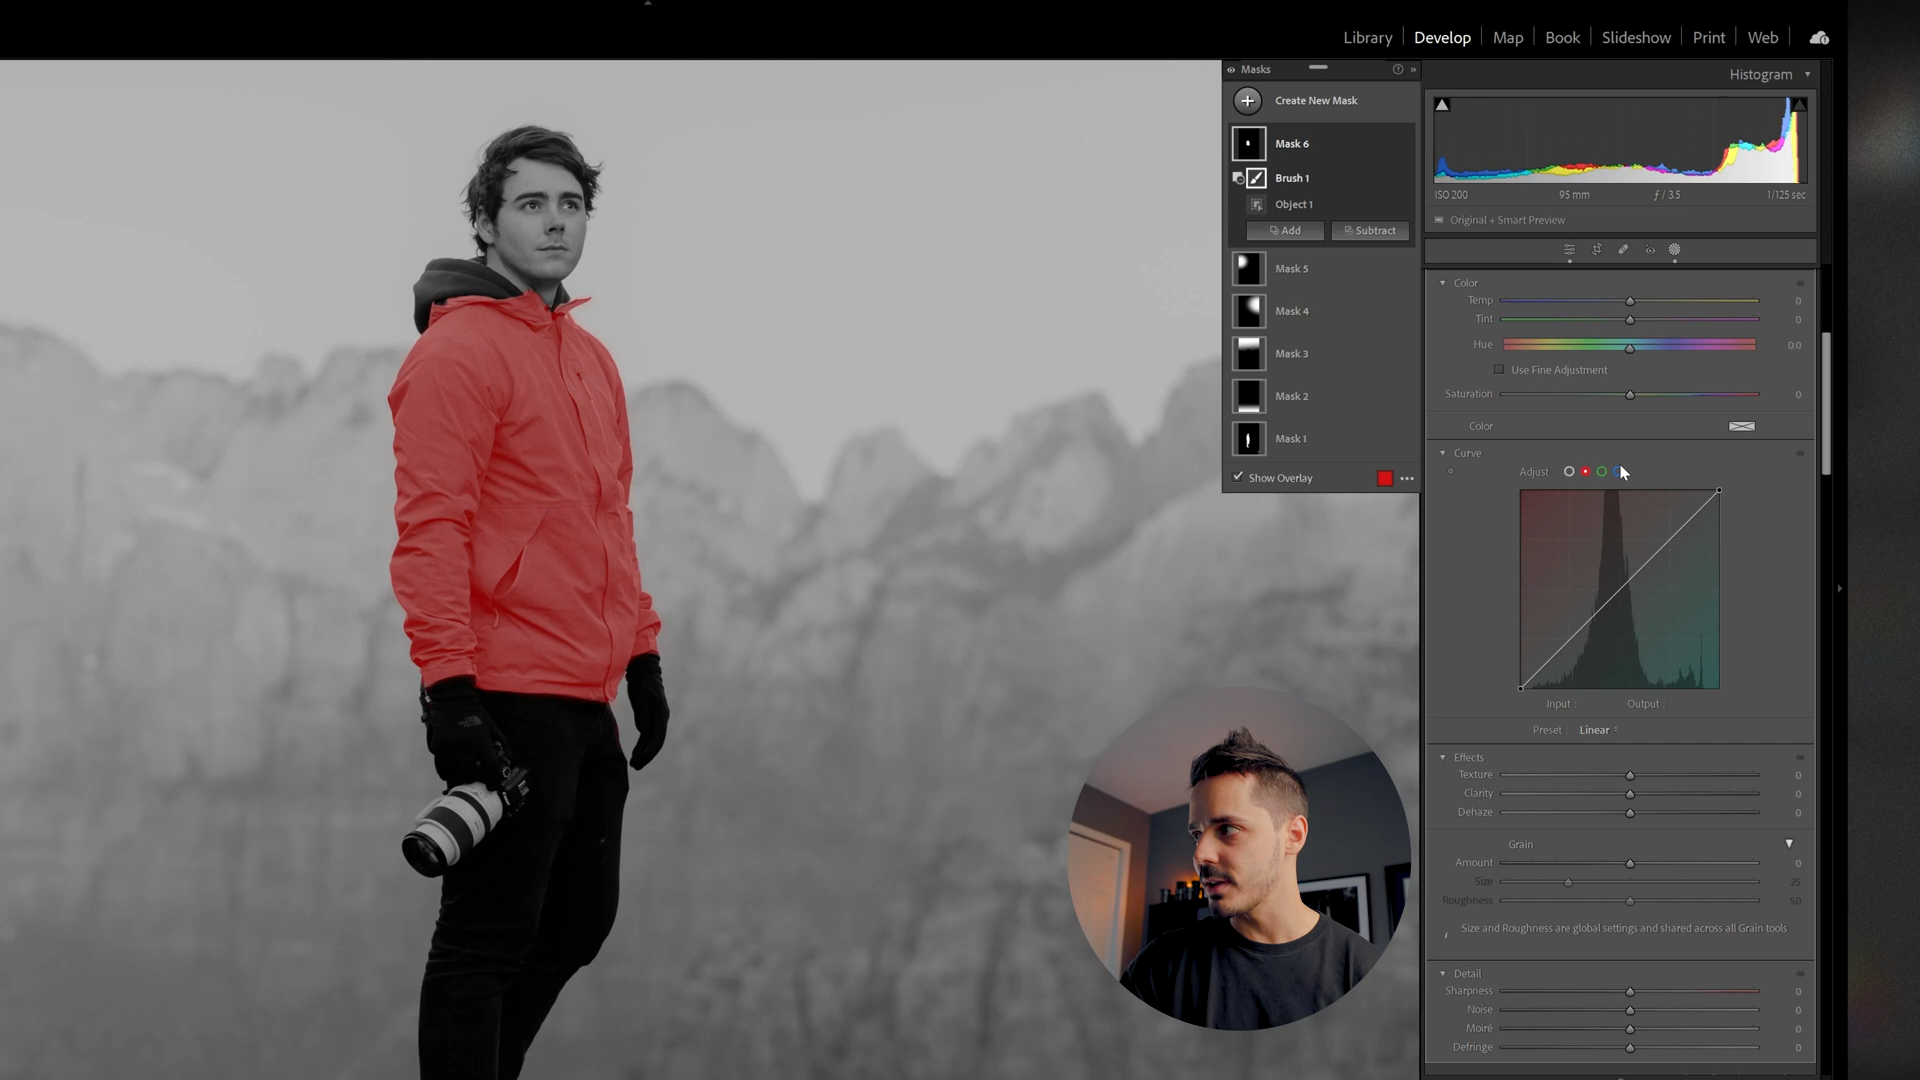 Library Develop Map Book Slideshow Print Web
Masks
Histogram
Create New Mask
Mask 6
Brush 1
Object 1
Add Subtract
Mask 5
Mask 4
Mask 3
Mask 2
Mask 1
Show Overlay
ISO 200 95 mm ƒ / 3.5 1/125 sec
Original + Smart Preview
Color
Temp 0
Tint 0
Hue 0.0
Use Fine Adjustment
Saturation 0
Color
Curve
Adjust
Input : Output :
Preset : Linear
Effects
Texture 0
Clarity 0
Dehaze 0
Grain
Amount 0
Size 25
Roughness 50
Size and Roughness are global settings and shared across all Grain tools
Detail
Sharpness 0
Noise 0
Moiré 0
Defringe 0